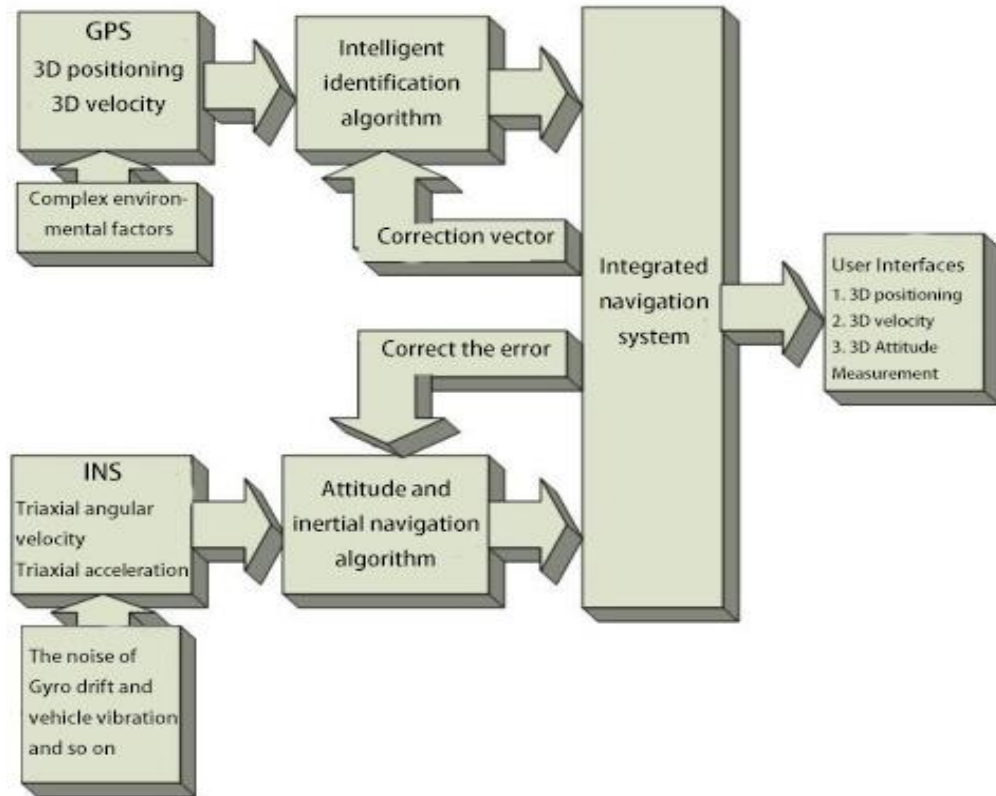 GPS
3D positioning
3D velocity
Intelligent
identification
algorithm
Complex environ-
mental factors
Correction vector
Integrated
navigation
system
User Interfaces
1. 3D positioning
2. 3D velocity
3. 3D Attitude
Measurement
Correct the error
INS
Triaxial angular
velocity
Triaxial acceleration
Attitude and
inertial navigation
algorithm
The noise of
Gyro drift and
vehicle vibration
and so on